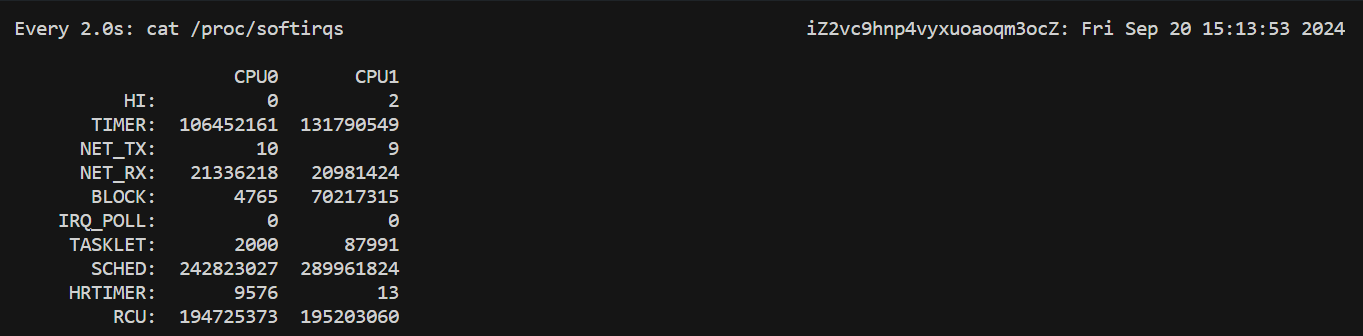 Every 2.0s: cat /proc/softirqs iZ2vc9hnp4vyxuoaoqm3ocZ: Fri Sep 20 15:13:53 2024
CPU0 CPU1
HI: 0 2
TIMER: 106452161 131790549
NET_TX: 10 9
NET_RX: 21336218 20981424
BLOCK: 4765 70217315
IRQ_POLL: 0 0
TASKLET: 2000 87991
SCHED: 242823027 289961824
HRTIMER: 9576 13
RCU: 194725373 195203060